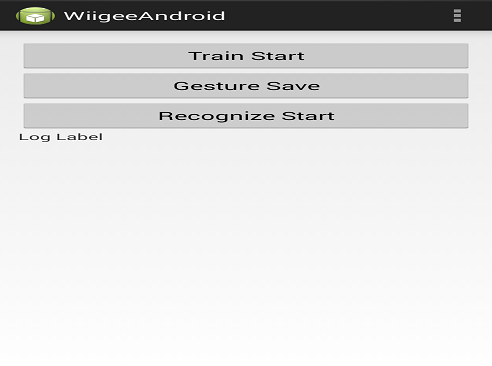 WiigeeAndroid
Train Start
Gesture Save
Recognize Start
Log Label